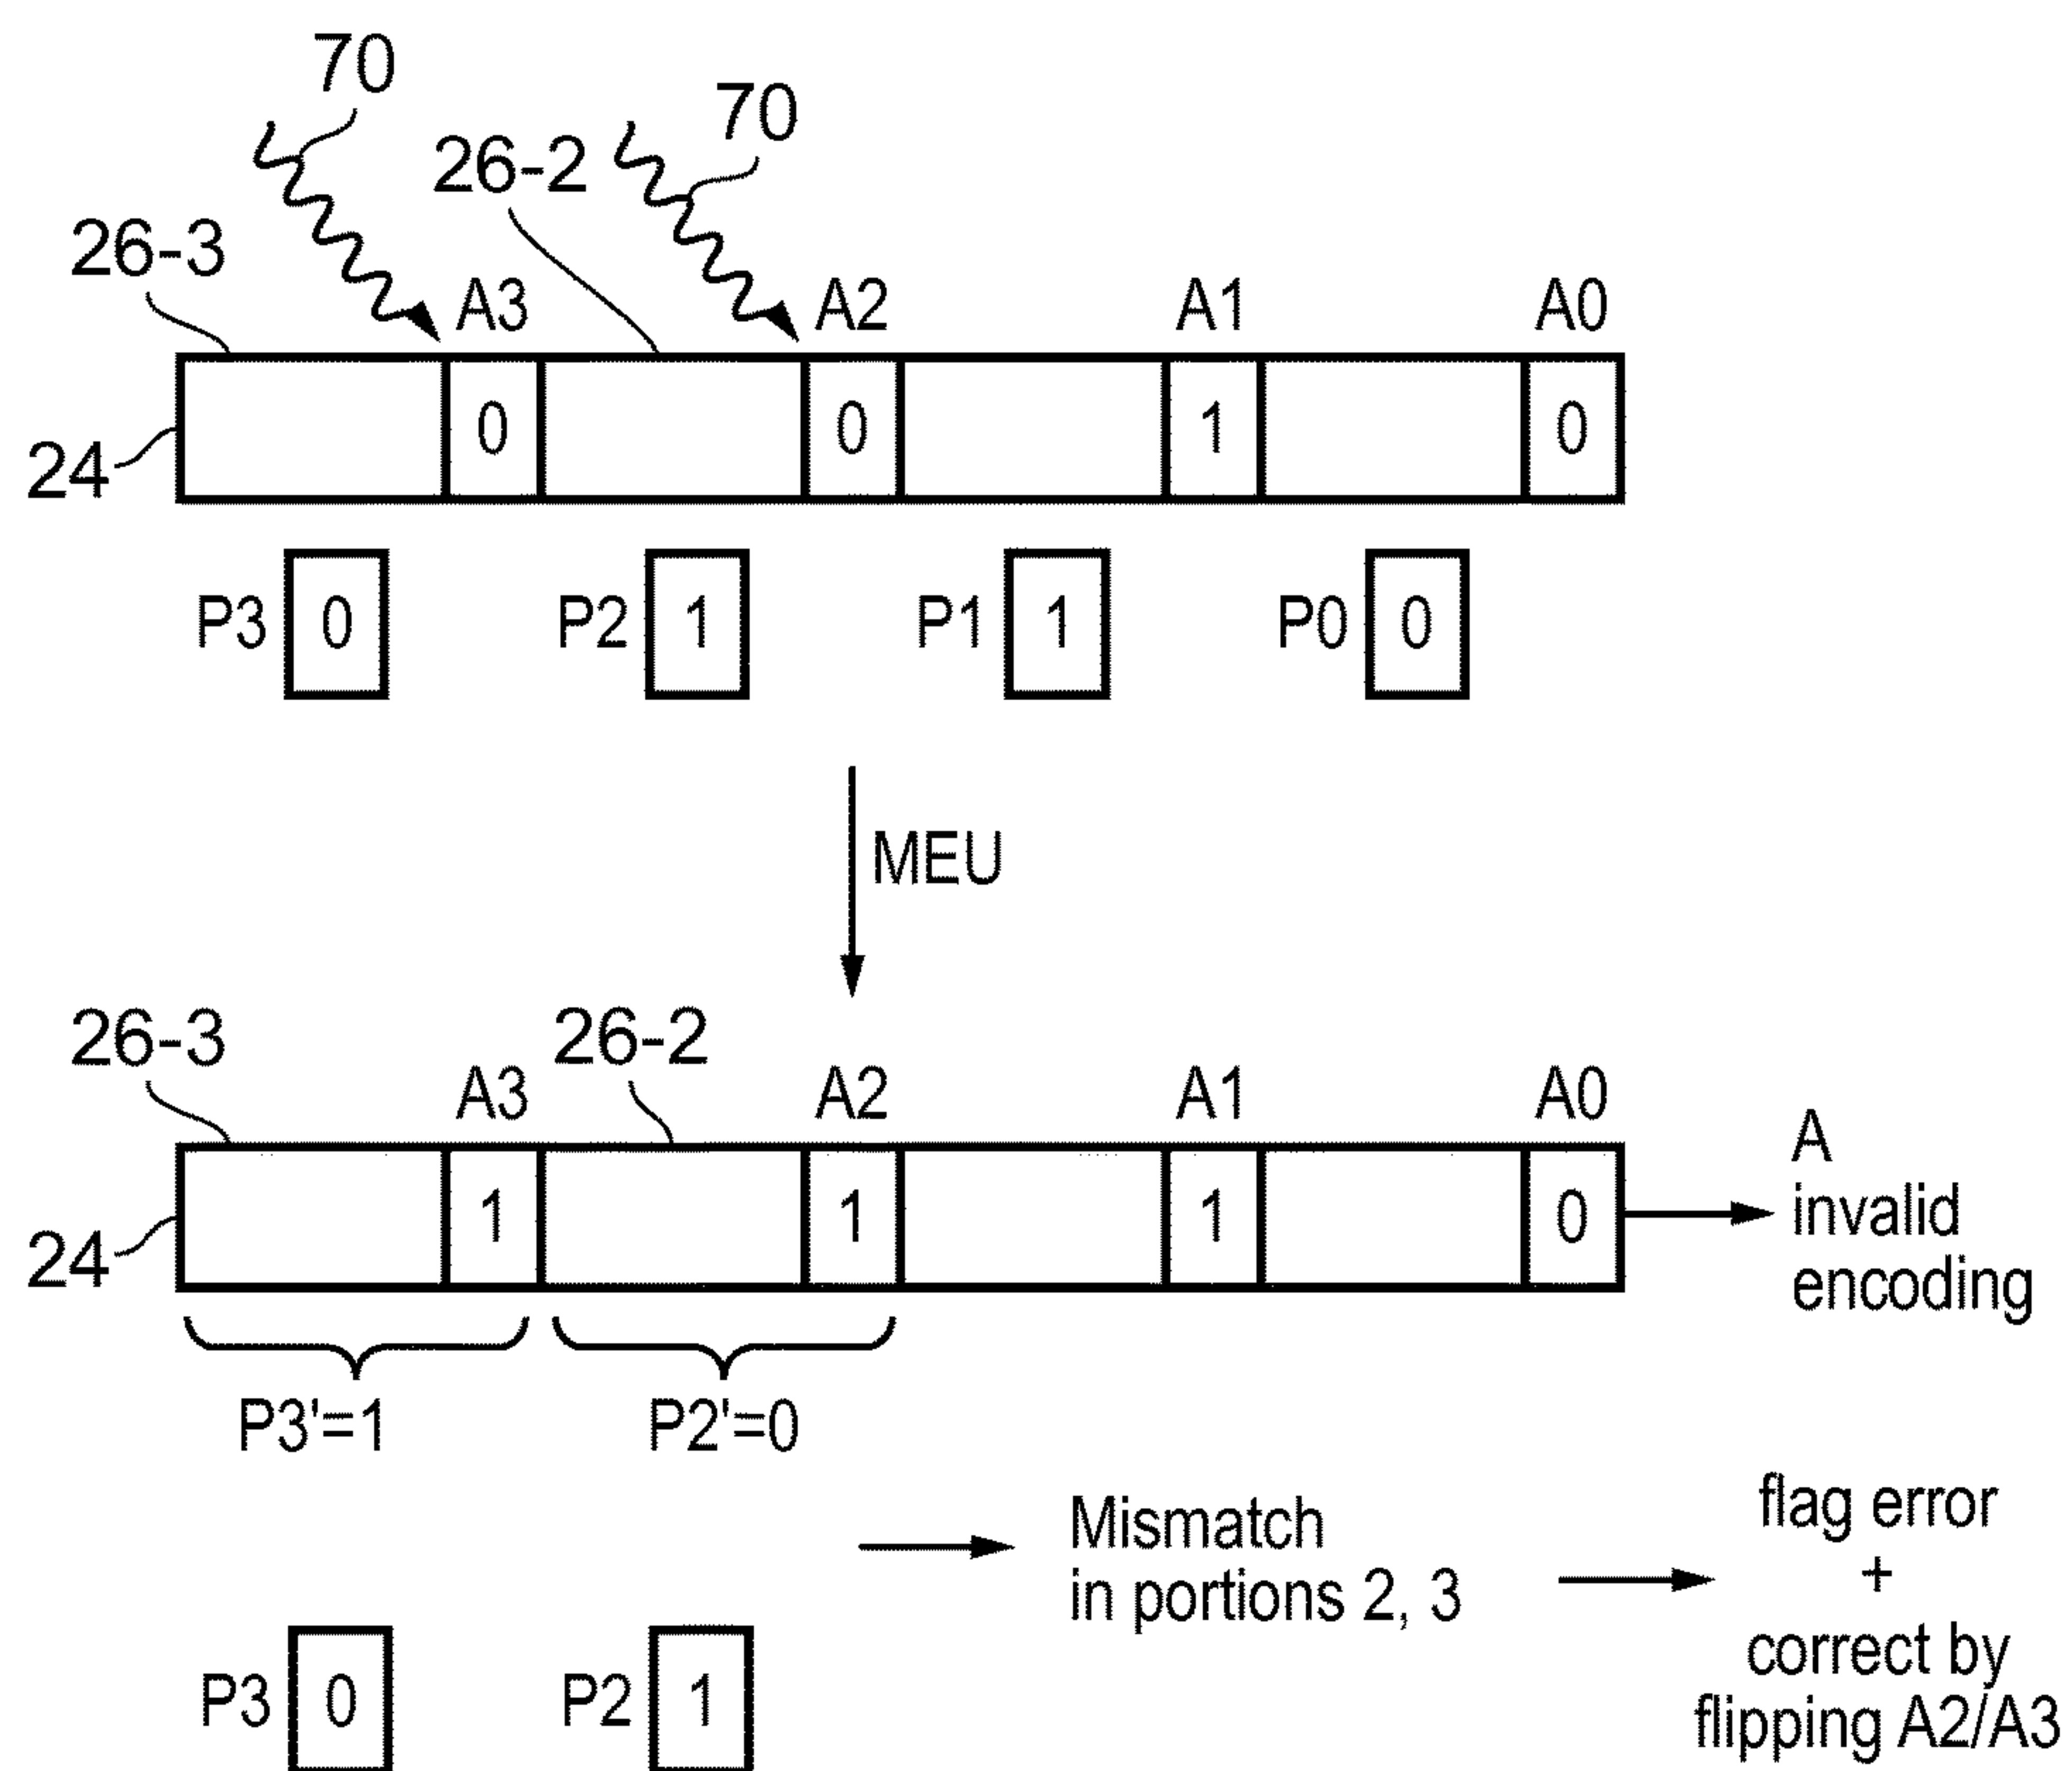 70
70
26-2
26-3
A3 A2 A1 A0
24 0 0 1 0
P3 0 P2 1 P1 1 P0 0
MEU
26-3 26-2
A3 A2 A1 A0
A
invalid
encoding
24 1 1 1 0
P3'=1 P2'=0
Mismatch
in portions 2, 3
flag error
+
correct by
flipping A2/A3
P3 0 P2 1